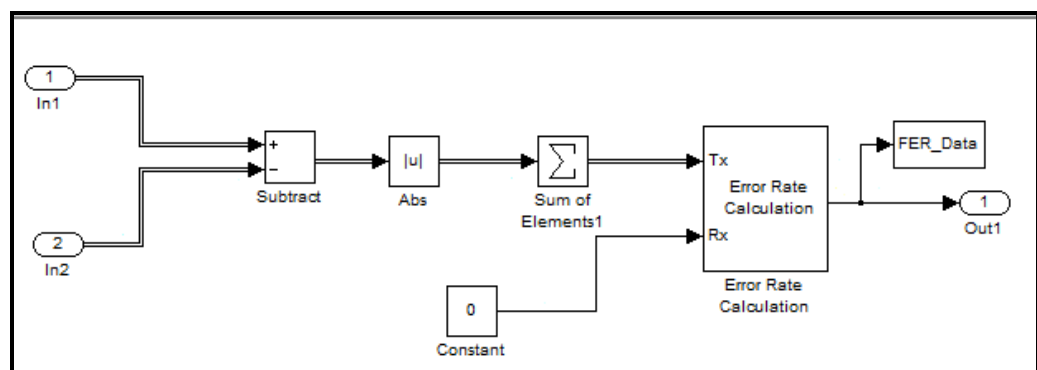 1
In1
2
In2
+
−
Subtract
|u|
Abs
∑
Sum of
Elements1
0
Constant
Tx
Rx
Error Rate
Calculation
Error Rate
Calculation
FER_Data
1
Out1